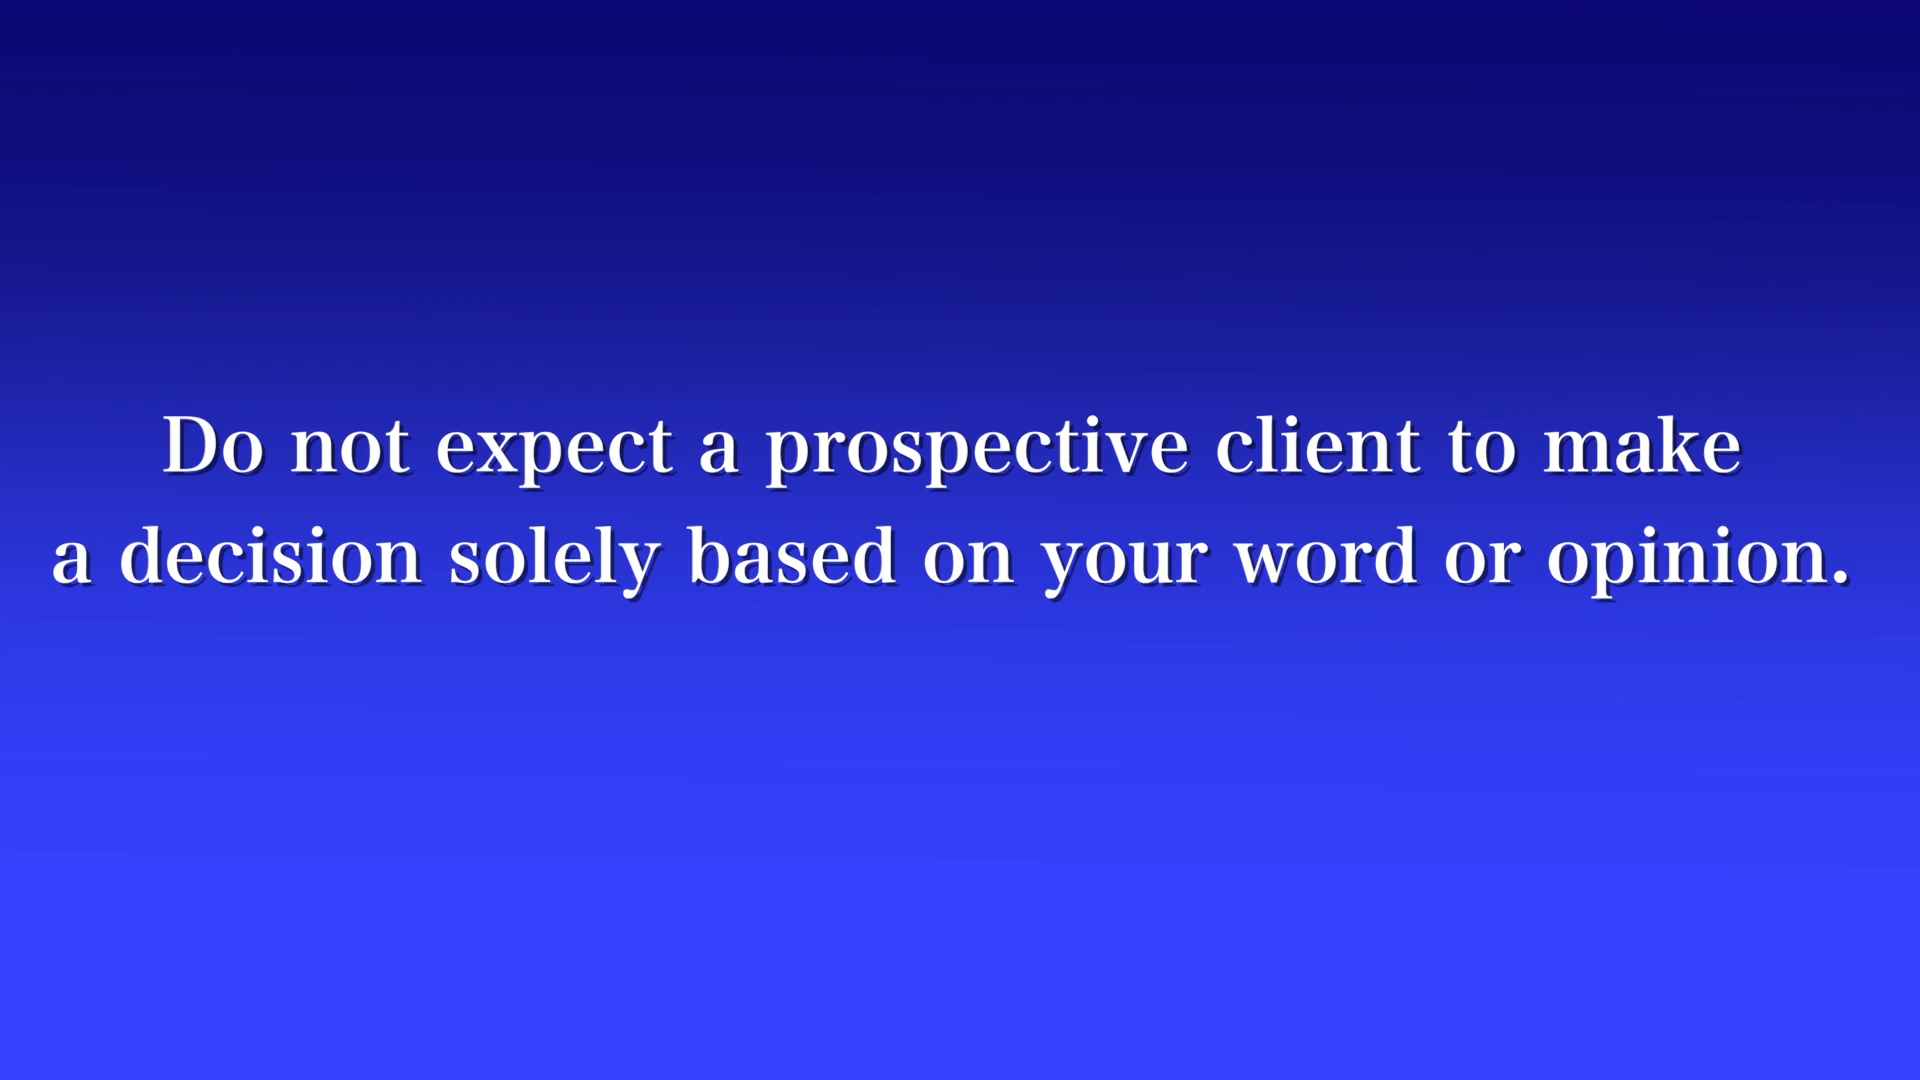 Do not expect a prospective client to make
a decision solely based on your word or opinion.